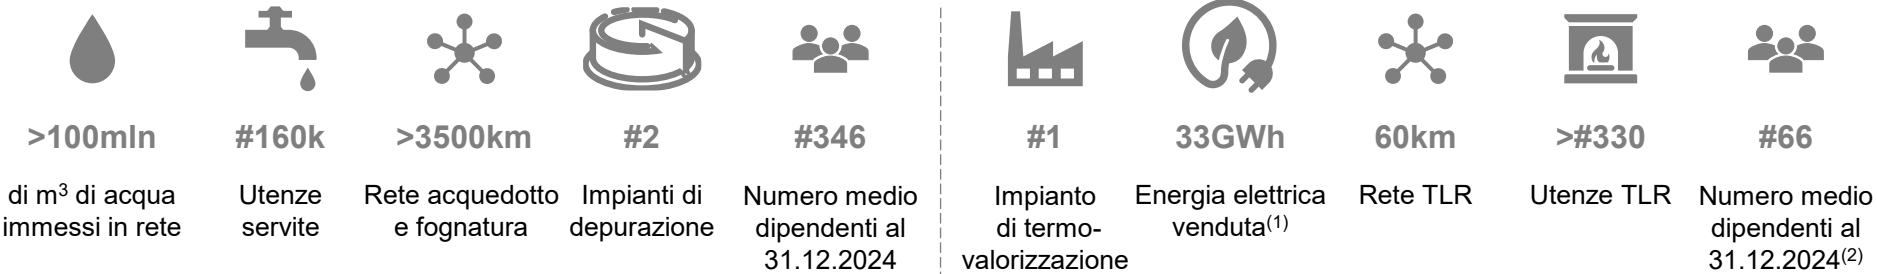 >100mln
di m³ di acqua
immessi in rete
#160k
Utenze
servite
>3500km
Rete acquedotto
e fognatura
#2
Impianti di
depurazione
#346
Numero medio
dipendenti al
31.12.2024
#1
Impianto
di termo-
valorizzazione
33GWh
Energia elettrica
venduta⁽¹⁾
60km
Rete TLR
>#330
Utenze TLR
#66
Numero medio
dipendenti al
31.12.2024⁽²⁾